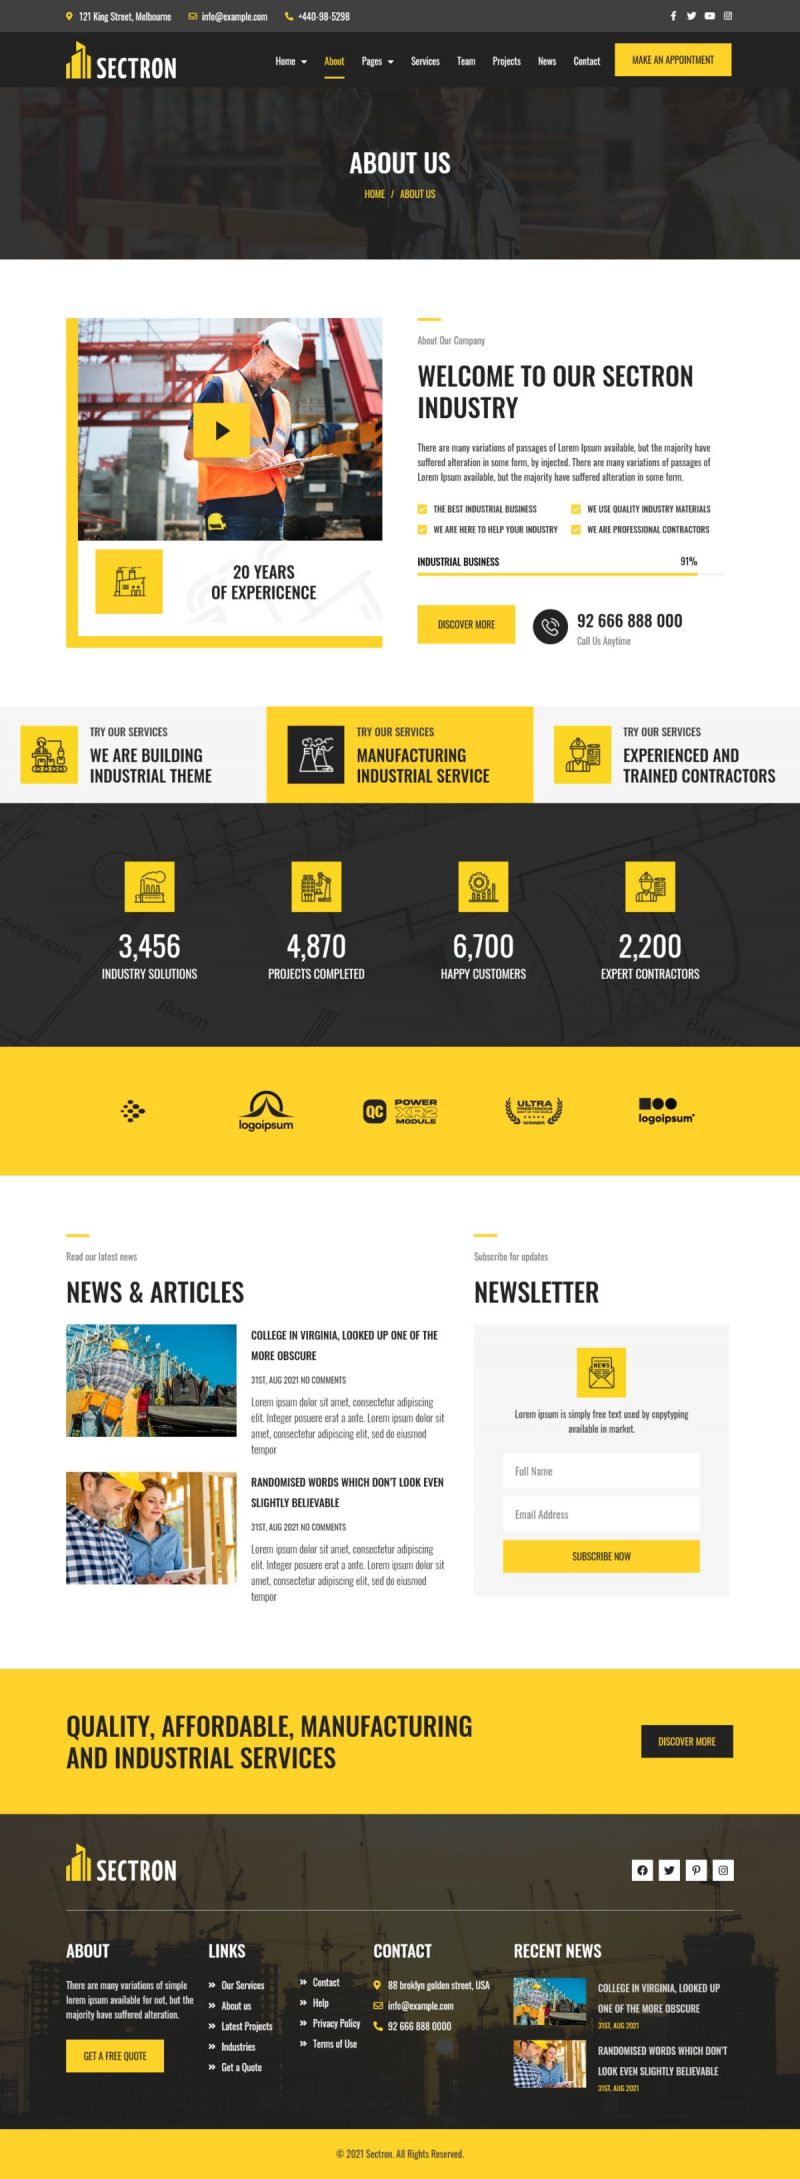 121 King Street, Melbourne
info@example.com
+440-98-5298
SECTRON
Home
About
Pages
Services
Team
Projects
News
Contact
MAKE AN APPOINTMENT
ABOUT US
HOME / ABOUT US
20 YEARS
OF EXPERICENCE
About Our Company
WELCOME TO OUR SECTRON
INDUSTRY
There are many variations of passages of Lorem Ipsum available, but the majority have
suffered alteration in some form, by injected. There are many variations of passages of
Lorem Ipsum available, but the majority have suffered alteration in some form.
THE BEST INDUSTRIAL BUSINESS
WE USE QUALITY INDUSTRY MATERIALS
WE ARE HERE TO HELP YOUR INDUSTRY
WE ARE PROFESSIONAL CONTRACTORS
INDUSTRIAL BUSINESS
91%
DISCOVER MORE
92 666 888 000
Call Us Anytime
TRY OUR SERVICES
WE ARE BUILDING
INDUSTRIAL THEME
TRY OUR SERVICES
MANUFACTURING
INDUSTRIAL SERVICE
TRY OUR SERVICES
EXPERIENCED AND
TRAINED CONTRACTORS
3,456
INDUSTRY SOLUTIONS
4,870
PROJECTS COMPLETED
6,700
HAPPY CUSTOMERS
2,200
EXPERT CONTRACTORS
Room
logoipsum
QC
POWER
XR2
MODULE
ULTRA
PRESTIGIOUS
WINNER
logoipsum
Read our latest news
NEWS & ARTICLES
COLLEGE IN VIRGINIA, LOOKED UP ONE OF THE
MORE OBSCURE
31ST, AUG 2021 NO COMMENTS
Lorem ipsum dolor sit amet, consectetur adipiscing
elit. Integer posuere erat a ante. Lorem ipsum dolor sit
amet, consectetur adipiscing elit, sed do eiusmod
tempor
RANDOMISED WORDS WHICH DON'T LOOK EVEN
SLIGHTLY BELIEVABLE
31ST, AUG 2021 NO COMMENTS
Lorem ipsum dolor sit amet, consectetur adipiscing
elit. Integer posuere erat a ante. Lorem ipsum dolor sit
amet, consectetur adipiscing elit, sed do eiusmod
tempor
Subscribe for updates
NEWSLETTER
NEWS
Lorem ipsum is simply free text used by copytyping
available in market.
Full Name
Email Address
SUBSCRIBE NOW
QUALITY, AFFORDABLE, MANUFACTURING
AND INDUSTRIAL SERVICES
DISCOVER MORE
SECTRON
ABOUT
There are many variations of simple
lorem ipsum available for not, but the
majority have suffered alteration.
GET A FREE QUOTE
LINKS
Our Services
About us
Latest Projects
Industries
Get a Quote
Contact
Help
Privacy Policy
Terms of Use
CONTACT
88 broklyn golden street, USA
info@example.com
92 666 888 0000
RECENT NEWS
COLLEGE IN VIRGINIA, LOOKED UP
ONE OF THE MORE OBSCURE
31ST, AUG 2021
RANDOMISED WORDS WHICH DON'T
LOOK EVEN SLIGHTLY BELIEVABLE
31ST, AUG 2021
© 2021 Sectron. All Rights Reserved.